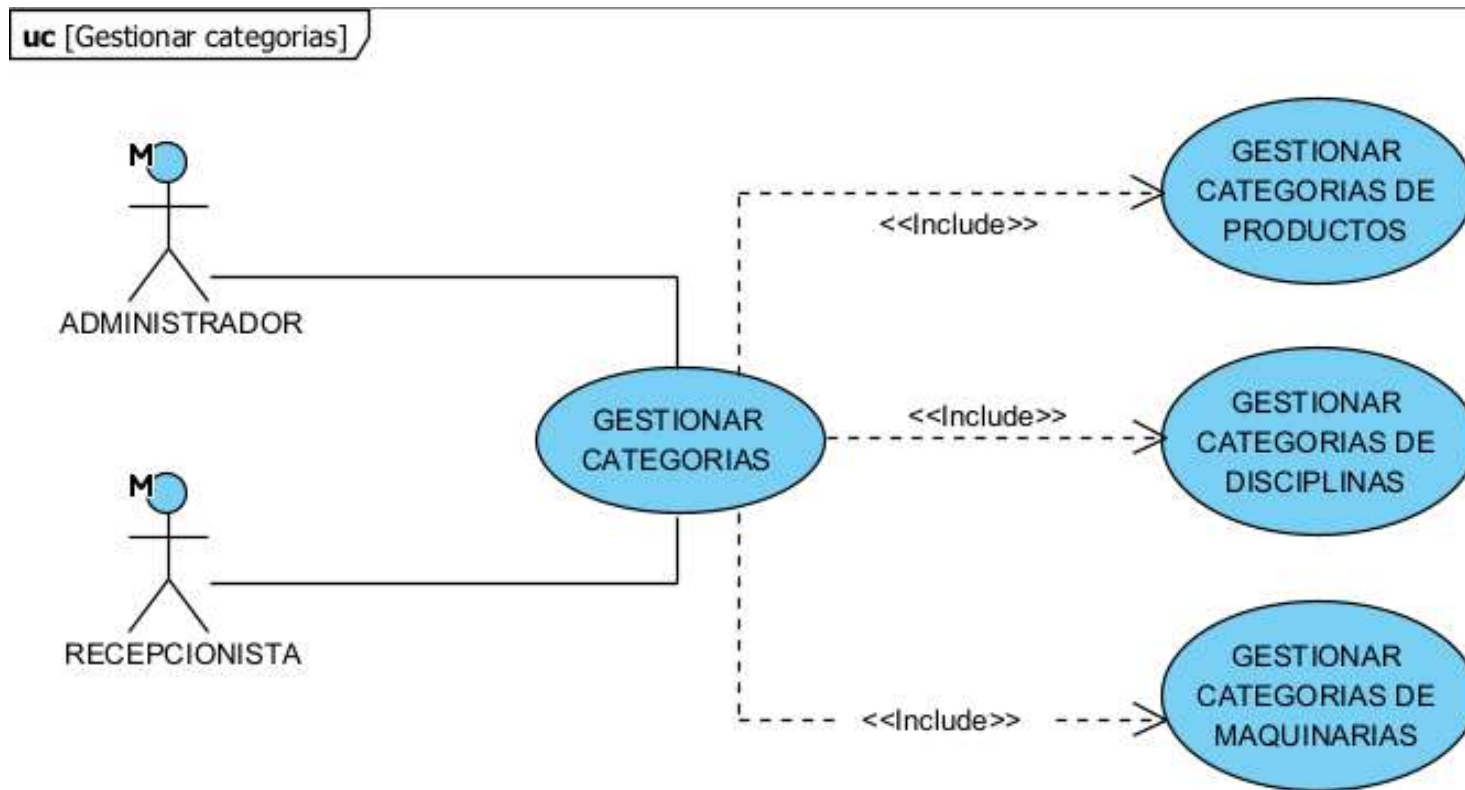 uc [Gestionar categorias]
M
ADMINISTRADOR
M
RECEPCIONISTA
GESTIONAR
CATEGORIAS
<<Include>>
<<Include>>
<<Include>>
GESTIONAR
CATEGORIAS DE
PRODUCTOS
GESTIONAR
CATEGORIAS DE
DISCIPLINAS
GESTIONAR
CATEGORIAS DE
MAQUINARIAS